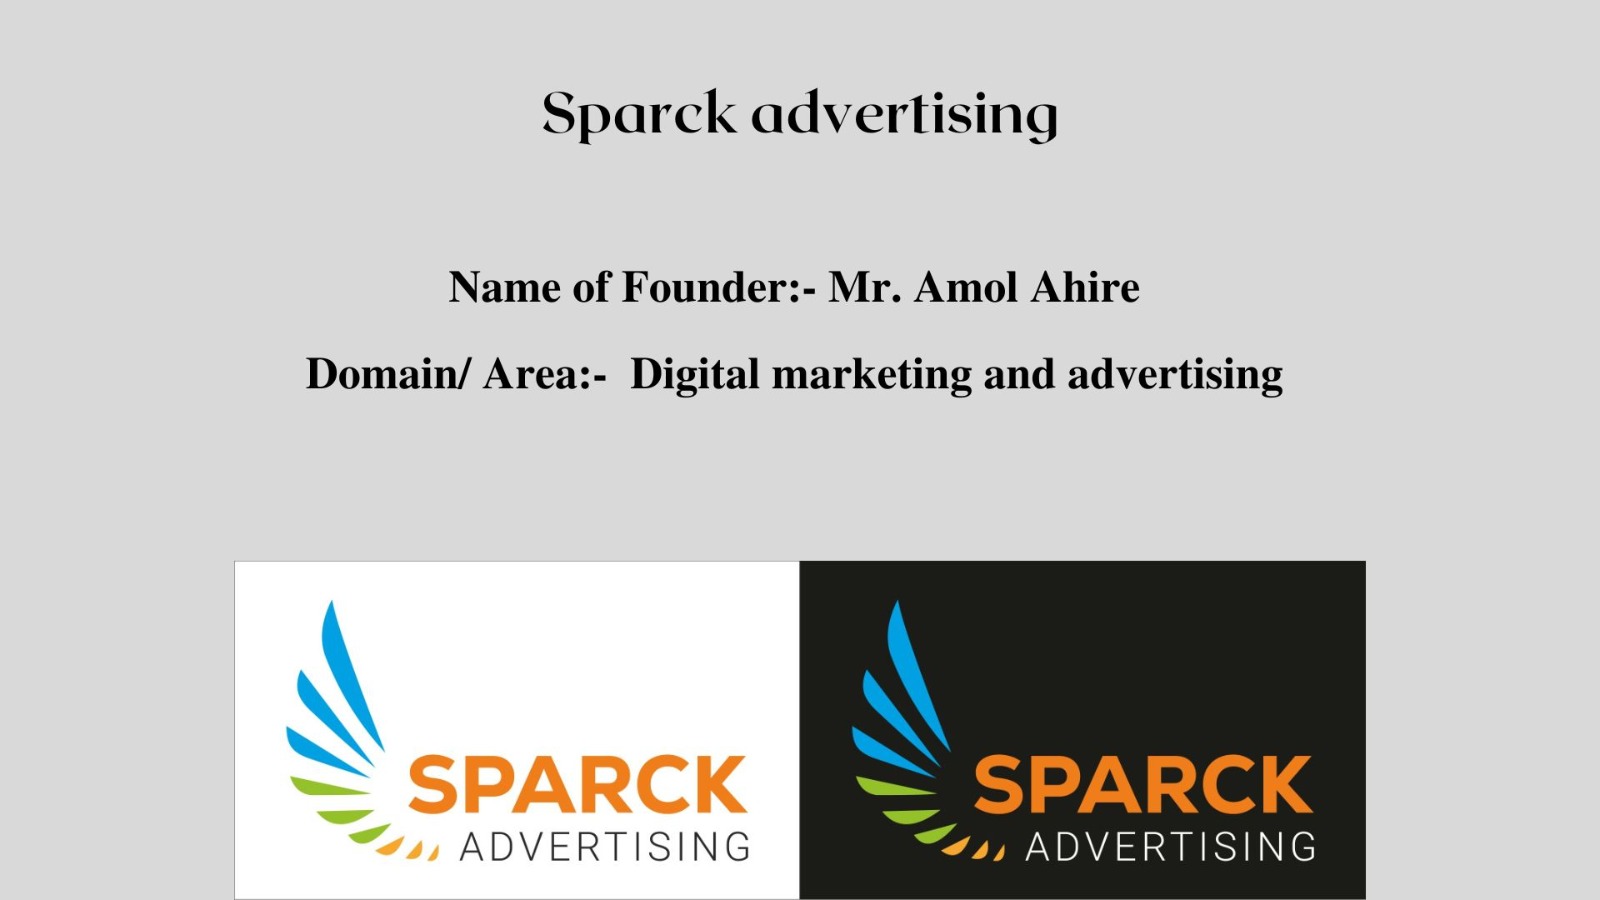 Sparck advertising
Name of Founder:- Mr. Amol Ahire
Domain/ Area:-  Digital marketing and advertising
SPARCK
ADVERTISING
SPARCK
ADVERTISING